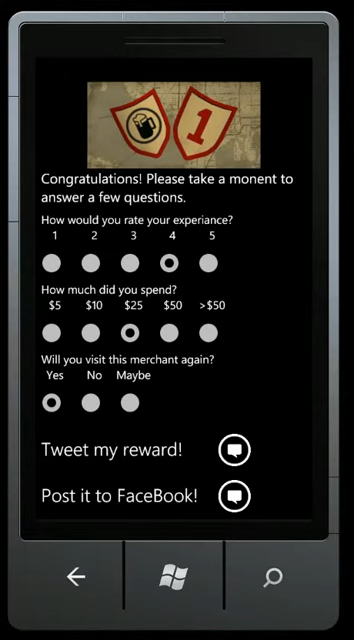 1
Congratulations! Please take a monent to
answer a few questions.
How would you rate your experiance?
1 2 3 4 5
How much did you spend?
$5 $10 $25 $50 >$50
Will you visit this merchant again?
Yes No Maybe
Tweet my reward!
Post it to FaceBook!